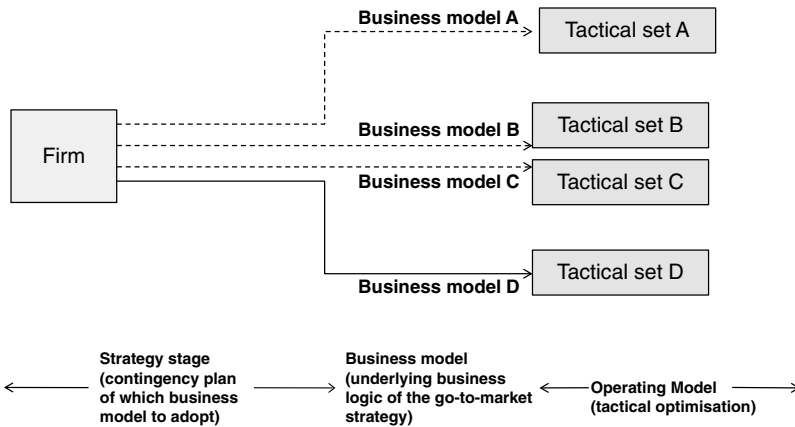 Business model A
Tactical set A
Firm
Business model B
Tactical set B
Business model C
Tactical set C
Business model D
Tactical set D
Strategy stage
(contingency plan
of which business
model to adopt)
Business model
(underlying business
logic of the go-to-market
strategy)
Operating Model
(tactical optimisation)